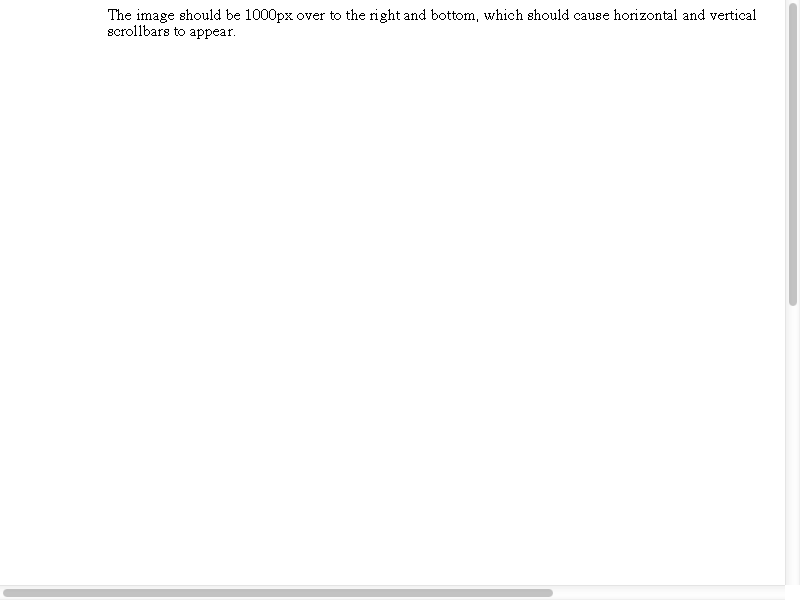 The image should be 1000px over to the right and bottom, which should cause horizontal and vertical
scrollbars to appear.